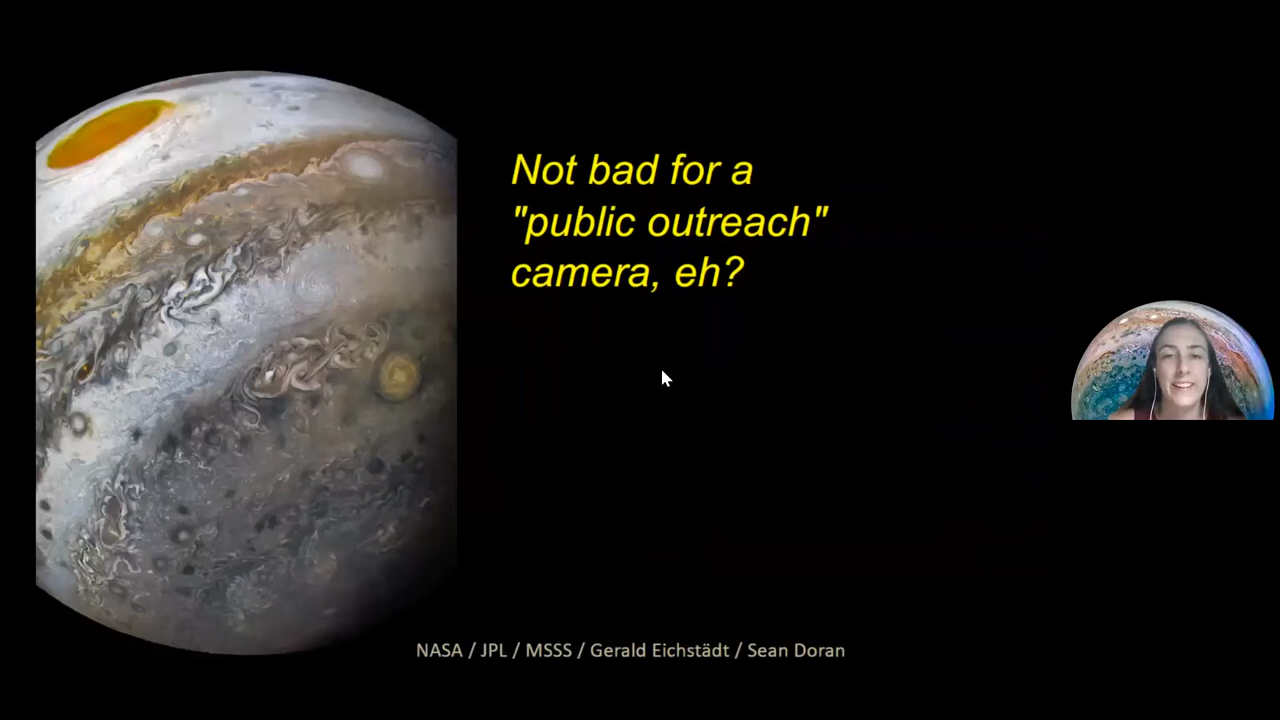 Not bad for a
"public outreach"
camera, eh?
NASA / JPL / MSSS / Gerald Eichstädt / Sean Doran